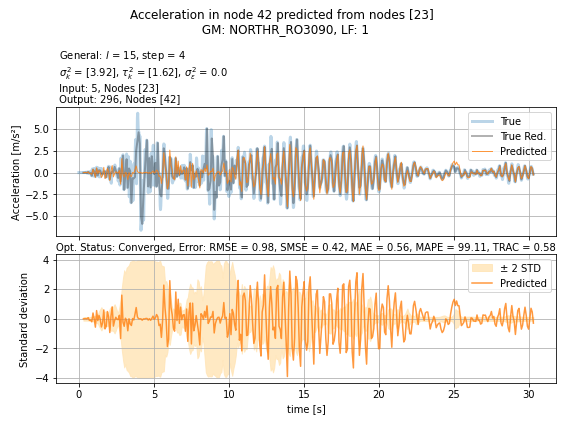 Acceleration in node 42 predicted from nodes [23]
GM: NORTHR_RO3090, LF: 1
General: l = 15, step = 4
σ²ₖ = [3.92], τ²ₖ = [1.62], σ²ₑ = 0.0
Input: 5, Nodes [23]
Output: 296, Nodes [42]
Acceleration [m/s²]
5.0
2.5
0.0
−2.5
−5.0
True
True Red.
Predicted
Opt. Status: Converged, Error: RMSE = 0.98, SMSE = 0.42, MAE = 0.56, MAPE = 99.11, TRAC = 0.58
Standard deviation
4
2
0
−2
−4
± 2 STD
Predicted
0 5 10 15 20 25 30
time [s]